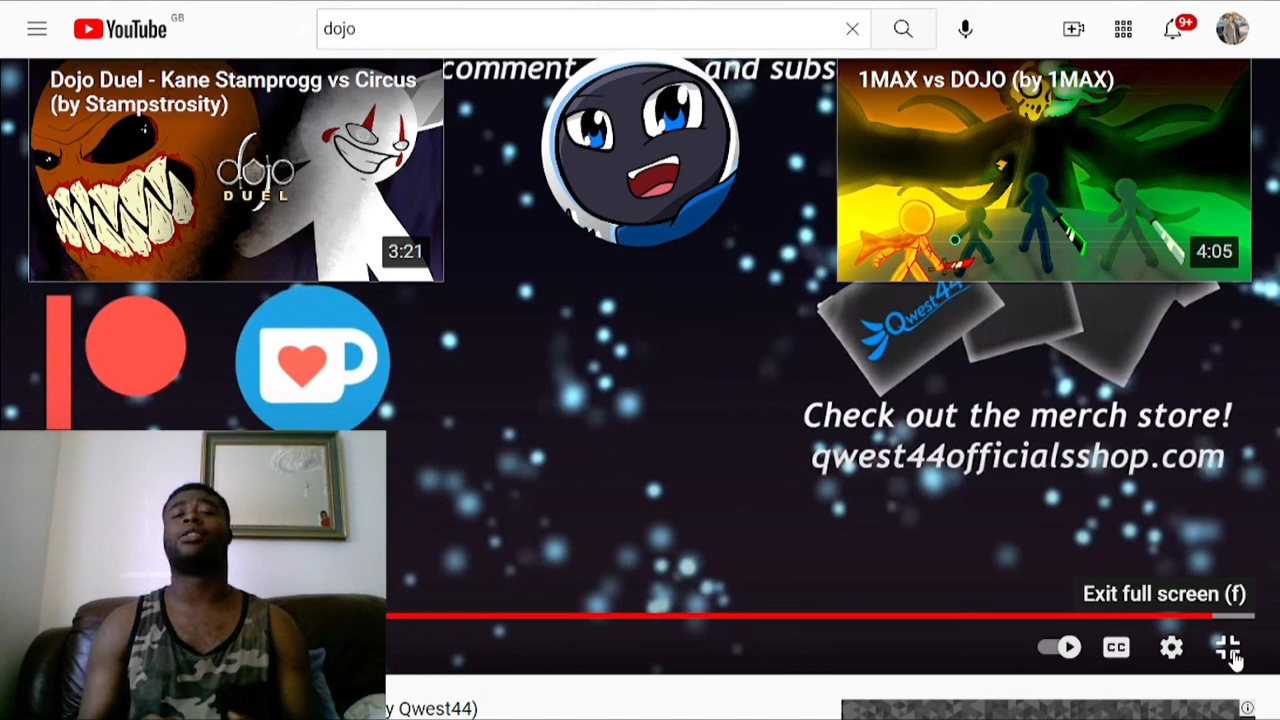 YouTube
GB
dojo
9+
comment
and subs
Dojo Duel - Kane Stamprogg vs Circus
(by Stampstrosity)
dojo
DUEL
3:21
1MAX vs DOJO (by 1MAX)
4:05
Qwest44
Check out the merch store!
qwest44officialsshop.com
Exit full screen (f)
CC
y Qwest44)